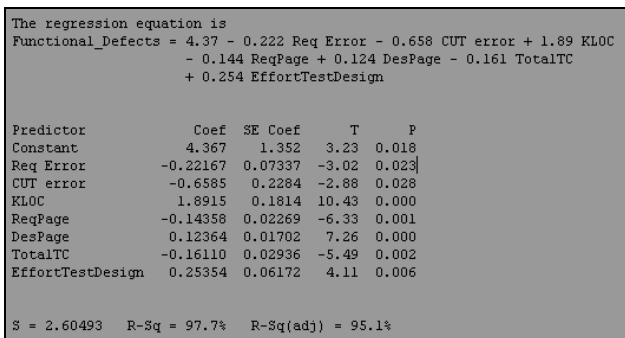 The regression equation is
Functional_Defects = 4.37 - 0.222 Req Error - 0.658 CUT error + 1.89 KLOC
- 0.144 ReqPage + 0.124 DesPage - 0.161 TotalTC
+ 0.254 EffortTestDesign
Predictor Coef SE Coef T P
Constant 4.367 1.352 3.23 0.018
Req Error -0.22167 0.07337 -3.02 0.023
CUT error -0.6585 0.2284 -2.88 0.028
KLOC 1.8915 0.1814 10.43 0.000
ReqPage -0.14358 0.02269 -6.33 0.001
DesPage 0.12364 0.01702 7.26 0.000
TotalTC -0.16110 0.02936 -5.49 0.002
EffortTestDesign 0.25354 0.06172 4.11 0.006
S = 2.60493 R-Sq = 97.7% R-Sq(adj) = 95.1%